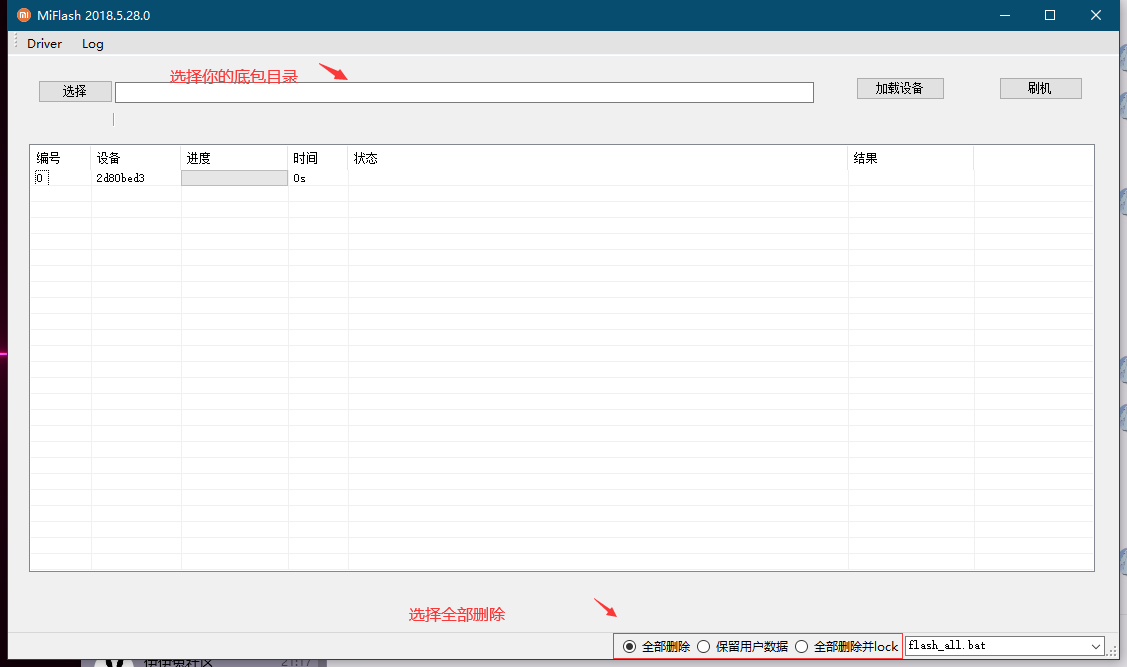 MiFlash 2018.5.28.0
Driver Log
选择你的底包目录
选择 加载设备 刷机
编号 设备 进度 时间 状态 结果
0 2d80bed3 0s
选择全部删除
全部删除 保留用户数据 全部删除并lock flash_all.bat